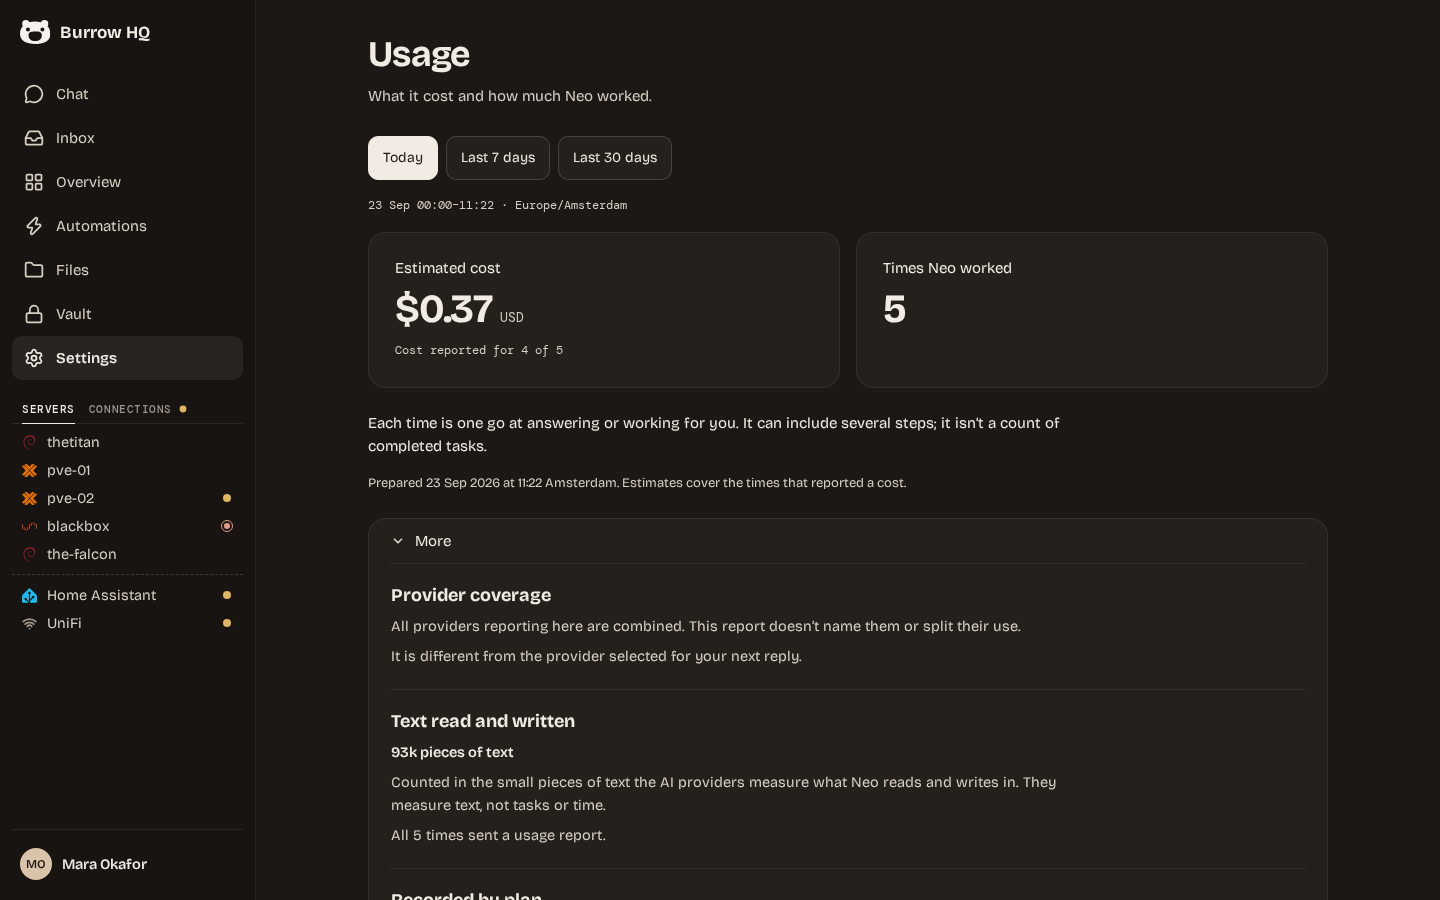 Burrow HQ
Chat
Inbox
Overview
Automations
Files
Vault
Settings
SERVERS CONNECTIONS
thetitan
pve-01
pve-02
blackbox
the-falcon
Home Assistant
UniFi
MO Mara Okafor
Usage
What it cost and how much Neo worked.
Today Last 7 days Last 30 days
23 Sep 00:00–11:22 · Europe/Amsterdam
Estimated cost
$0.37 USD
Cost reported for 4 of 5
Times Neo worked
5
Each time is one go at answering or working for you. It can include several steps; it isn’t a count of
completed tasks.
Prepared 23 Sep 2026 at 11:22 Amsterdam. Estimates cover the times that reported a cost.
More
Provider coverage
All providers reporting here are combined. This report doesn’t name them or split their use.
It is different from the provider selected for your next reply.
Text read and written
93k pieces of text
Counted in the small pieces of text the AI providers measure what Neo reads and writes in. They
measure text, not tasks or time.
All 5 times sent a usage report.
Recorded by plan